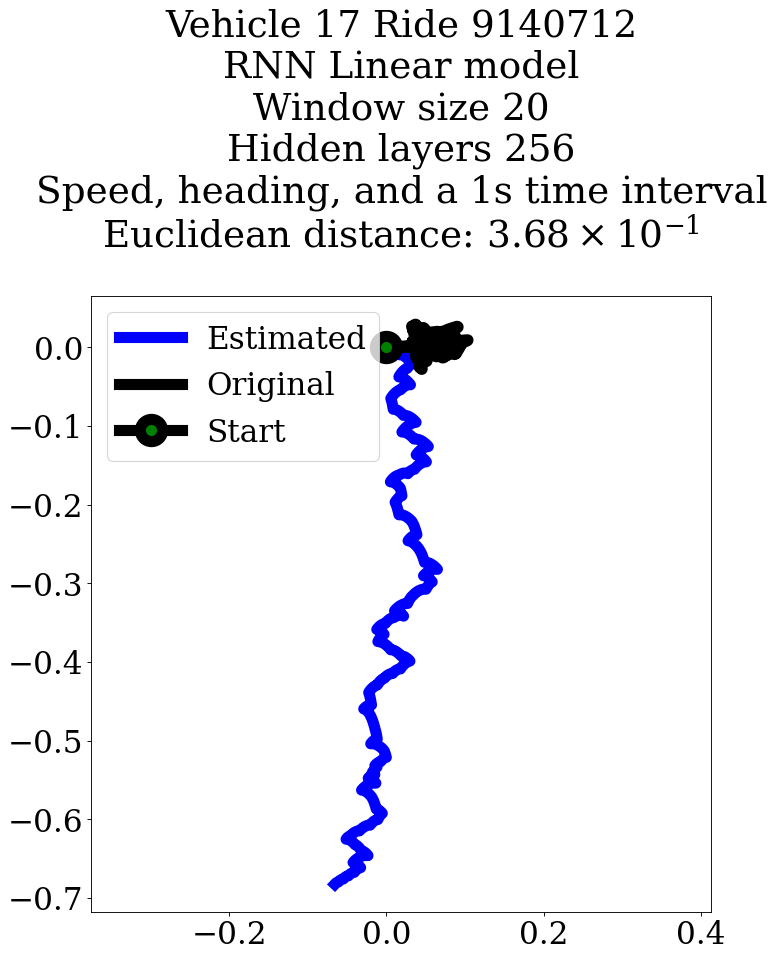 Vehicle 17 Ride 9140712
RNN Linear model
Window size 20
Hidden layers 256
Speed, heading, and a 1s time interval
Euclidean distance: 3.68 × 10⁻¹
Estimated
Original
Start
0.0
−0.1
−0.2
−0.3
−0.4
−0.5
−0.6
−0.7
−0.2 0.0 0.2 0.4